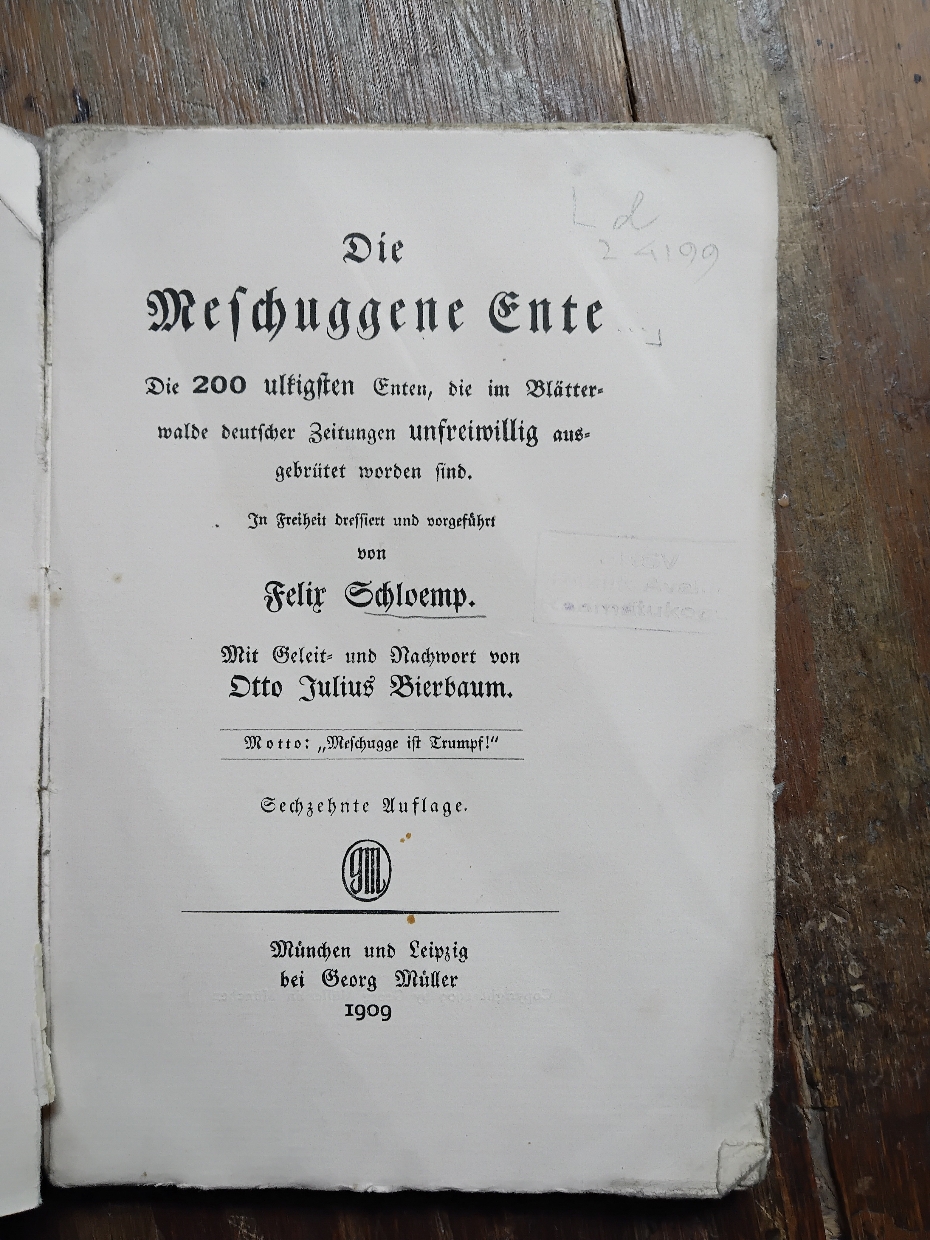 L d
2 4199
Die
Meschuggene Ente
Die 200 ulkigsten Enten, die im Blätter-
walde deutscher Zeitungen unfreiwillig aus-
gebrütet worden sind.
In Freiheit dressiert und vorgeführt
von
Felix Schloemp.
Mit Geleit- und Nachwort von
Otto Julius Bierbaum.
Motto: „Meschugge ist Trumpf!“
Sechzehnte Auflage.
GM
München und Leipzig
bei Georg Müller
1909